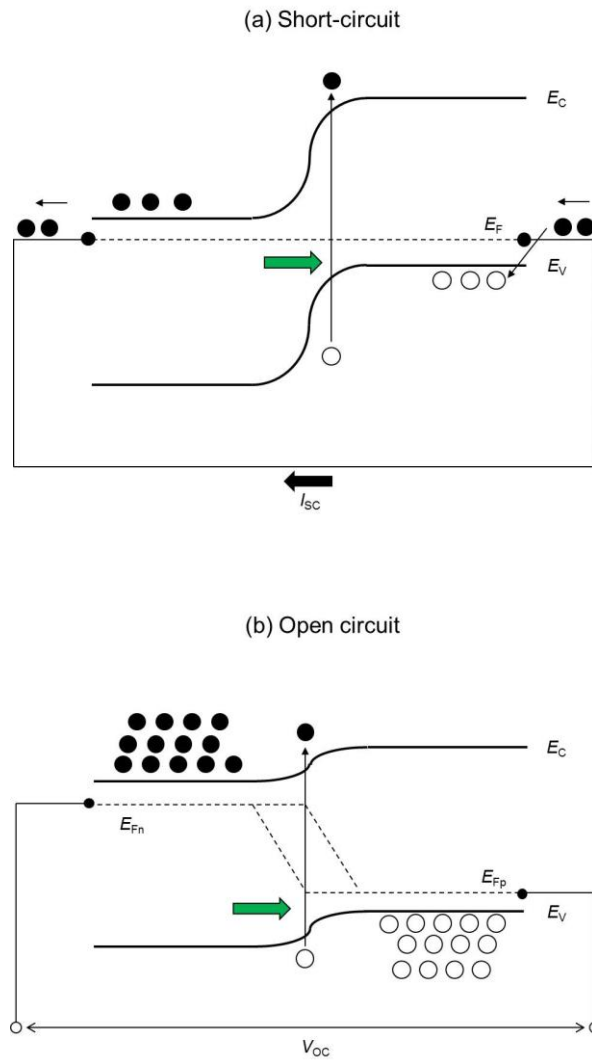 (a) Short-circuit
E_C
E_F
E_V
I_SC
(b) Open circuit
E_C
E_Fn
E_Fp
E_V
V_OC